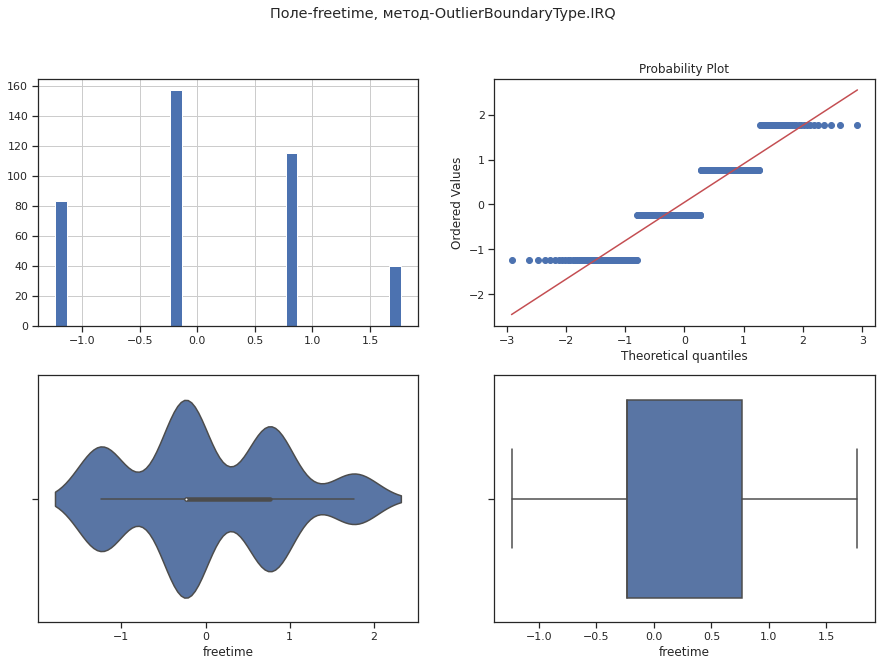 Поле-freetime, метод-OutlierBoundaryType.IRQ
160
140
120
100
80
60
40
20
0
−1.0 −0.5 0.0 0.5 1.0 1.5
Probability Plot
Ordered Values
2
1
0
−1
−2
−3 −2 −1 0 1 2 3
Theoretical quantiles
−1 0 1 2
freetime
−1.0 −0.5 0.0 0.5 1.0 1.5
freetime